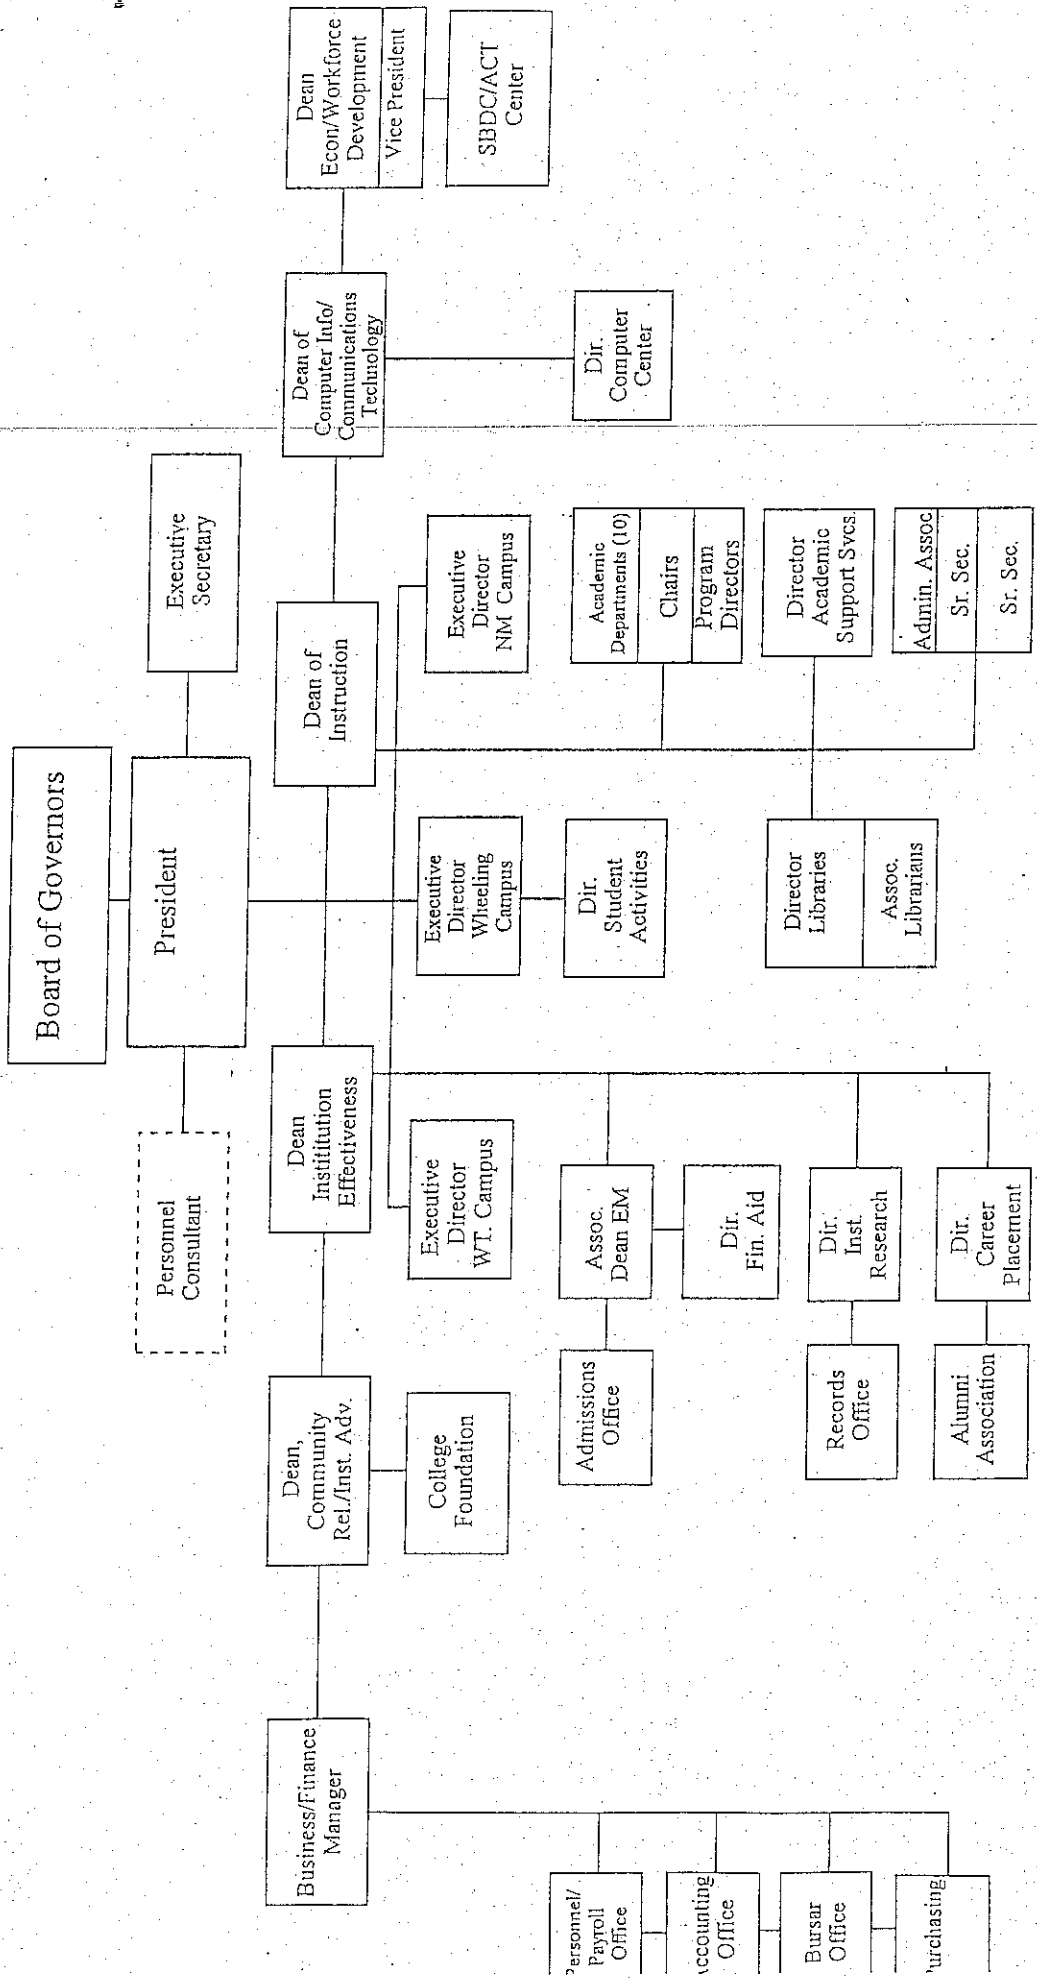 Board of Governors
President
Executive
Secretary
Personnel
Consultant
Business/Finance
Manager
Dean,
Community
Rel./Inst. Adv.
Dean
Instititution
Effectiveness
Dean of
Instruction
Dean of
Computer Info/
Communications
Technology
Dean
Econ/Workforce
Development
Vice President
College
Foundation
Executive
Director
WT. Campus
Executive
Director
Wheeling
Campus
Executive
Director
NM Campus
SBDC/ACT
Center
Personnel/
Payroll
Office
Accounting
Office
Bursar
Office
Purchasing
Admissions
Office
Assoc.
Dean EM
Dir.
Fin. Aid
Records
Office
Dir.
Inst.
Research
Alumni
Association
Dir.
Career
Placement
Dir.
Student
Activities
Director
Libraries
Assoc.
Librarians
Academic
Departments (10)
Chairs
Program
Directors
Director
Academic
Support Svcs.
Admin. Assoc
Sr. Sec.
Sr. Sec.
Dir.
Computer
Center